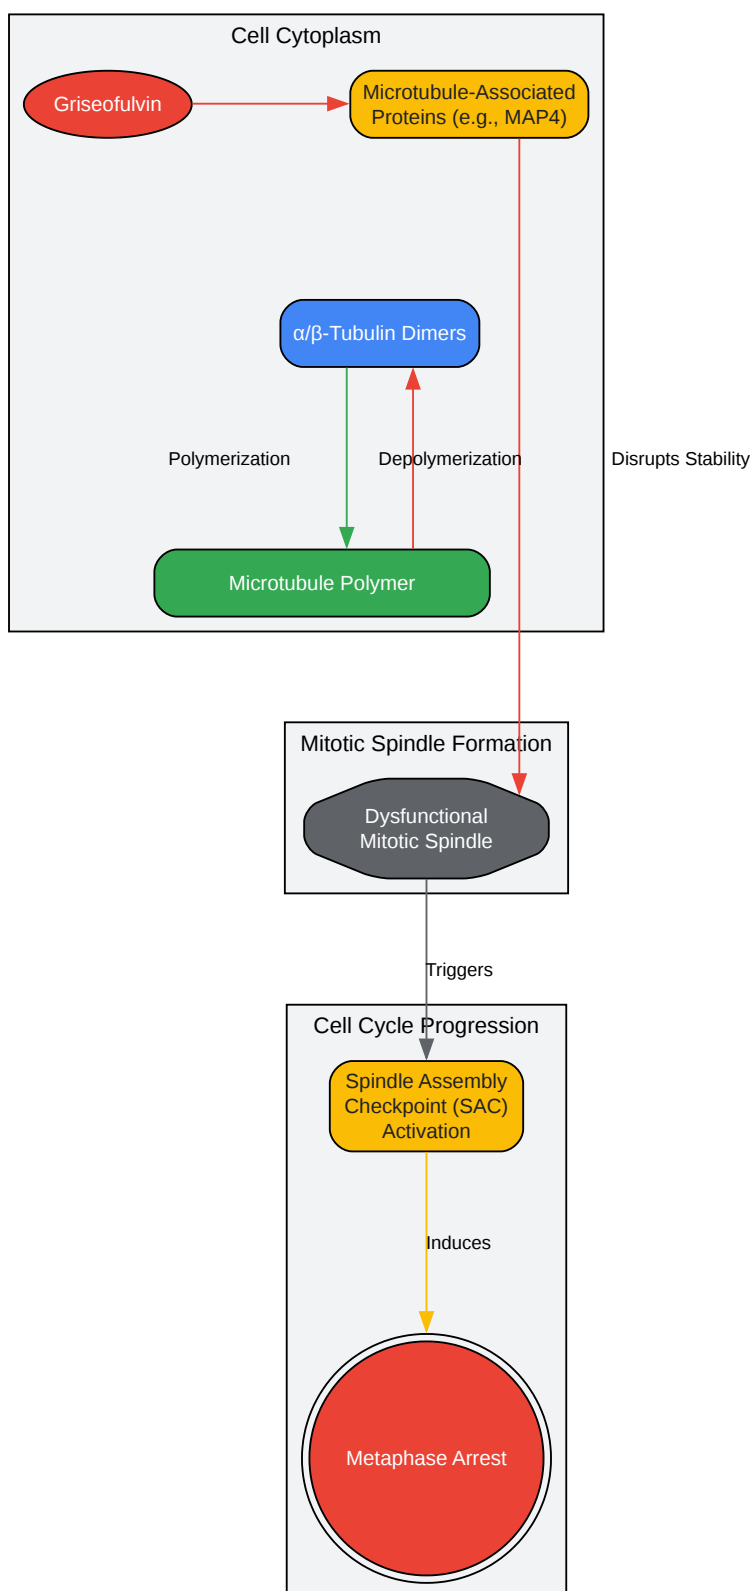 Cell Cytoplasm
Griseofulvin
Microtubule-Associated
Proteins (e.g., MAP4)
α/β-Tubulin Dimers
Polymerization
Depolymerization
Disrupts Stability
Microtubule Polymer
Mitotic Spindle Formation
Dysfunctional
Mitotic Spindle
Triggers
Cell Cycle Progression
Spindle Assembly
Checkpoint (SAC)
Activation
Induces
Metaphase Arrest